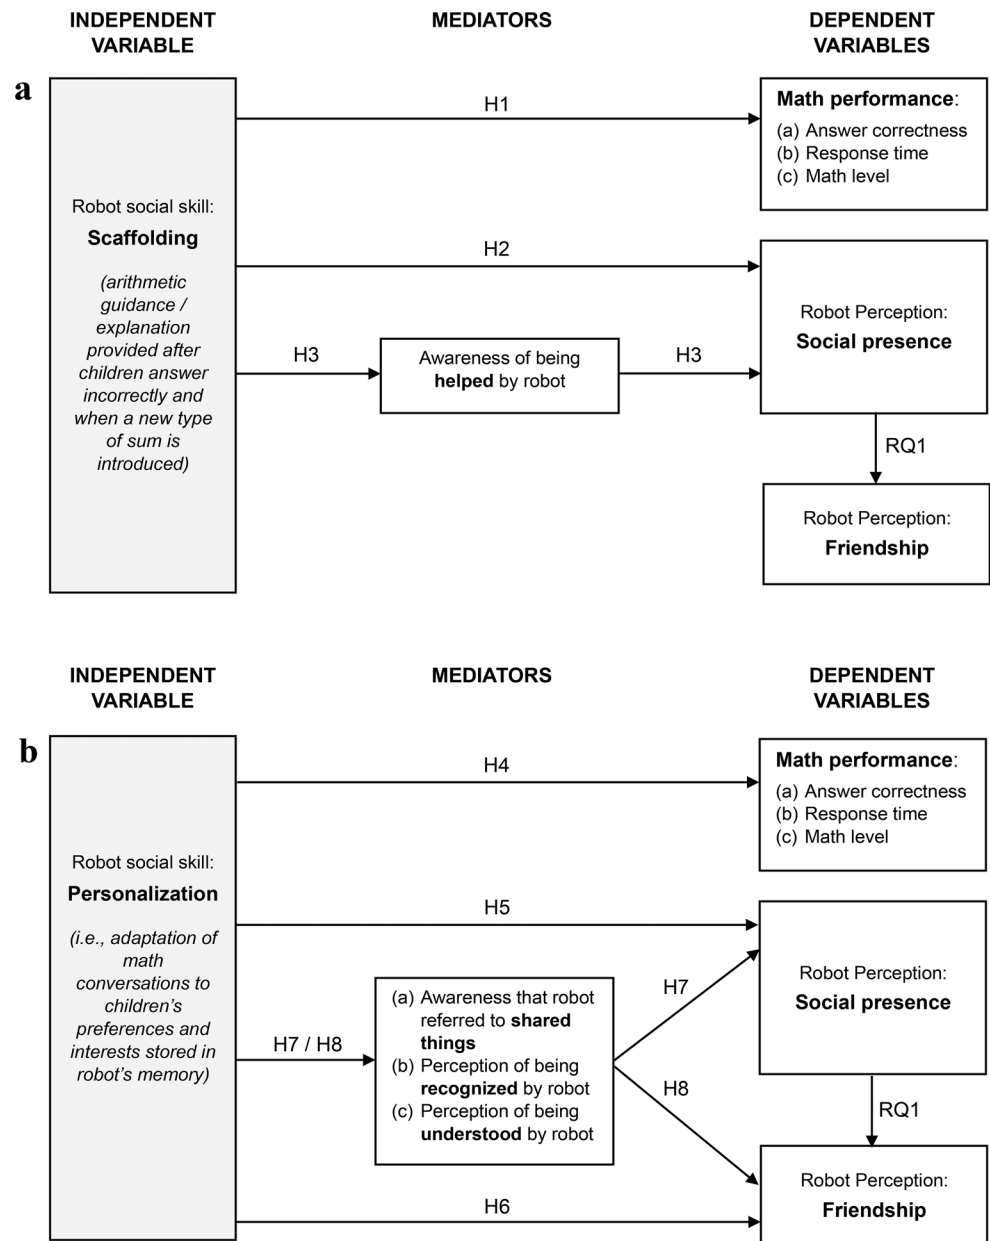 INDEPENDENT
VARIABLE
MEDIATORS
DEPENDENT
VARIABLES
a
Robot social skill:
Scaffolding
(arithmetic
guidance /
explanation
provided after
children answer
incorrectly and
when a new type
of sum is
introduced)
H1
Math performance:
(a) Answer correctness
(b) Response time
(c) Math level
H2
H3
Awareness of being
helped by robot
H3
Robot Perception:
Social presence
RQ1
Robot Perception:
Friendship
INDEPENDENT
VARIABLE
MEDIATORS
DEPENDENT
VARIABLES
b
Robot social skill:
Personalization
(i.e., adaptation of
math
conversations to
children's
preferences and
interests stored in
robot's memory)
H4
Math performance:
(a) Answer correctness
(b) Response time
(c) Math level
H5
H7 / H8
(a) Awareness that robot
referred to shared
things
(b) Perception of being
recognized by robot
(c) Perception of being
understood by robot
H7
H8
Robot Perception:
Social presence
RQ1
H6
Robot Perception:
Friendship